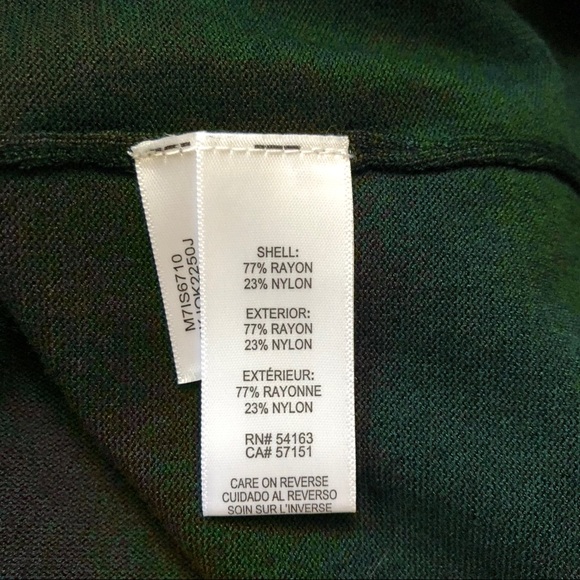 M7IS6710
SHELL:
77% RAYON
23% NYLON
EXTERIOR:
77% RAYON
23% NYLON
EXTÉRIEUR:
77% RAYONNE
23% NYLON
RN# 54163
CA# 57151
CARE ON REVERSE
CUIDADO AL REVERSO
SOIN SUR L'INVERSE